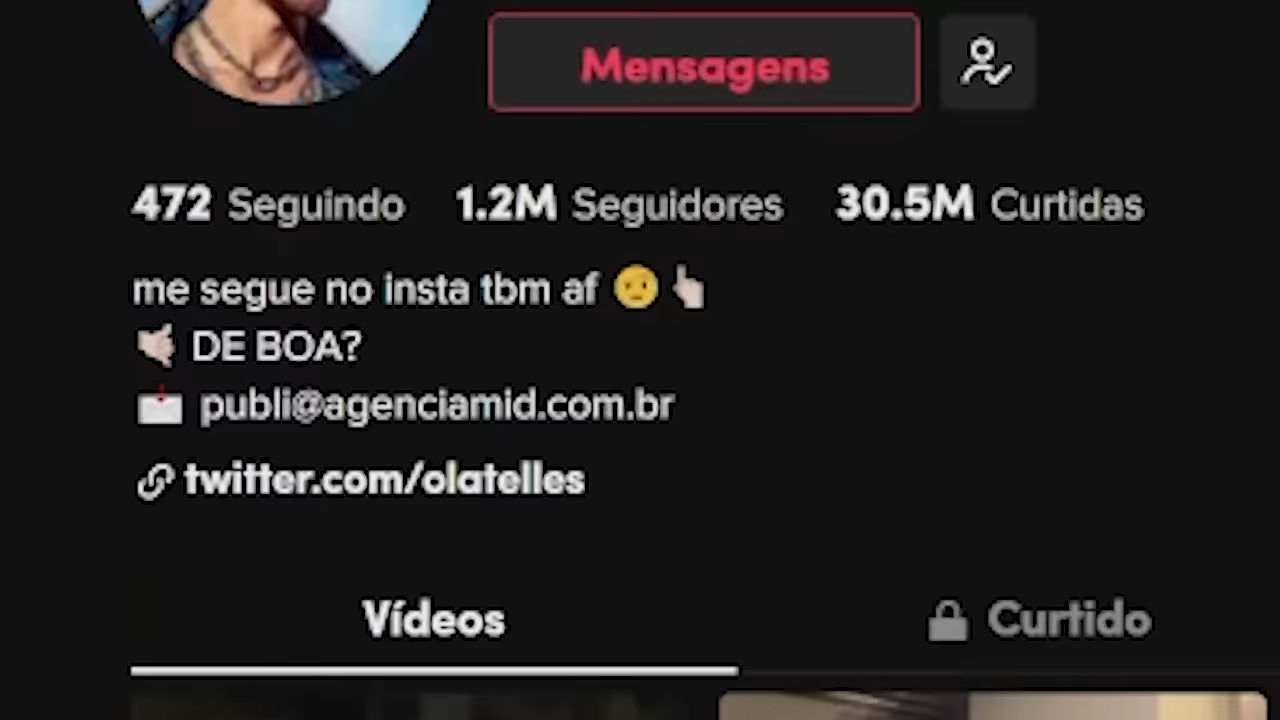 Mensagens
472 Seguindo 1.2M Seguidores 30.5M Curtidas
me segue no insta tbm af 😟👆🏻
🤙🏻 DE BOA?
📩 publi@agenciamid.com.br
twitter.com/olatelles
Vídeos Curtido